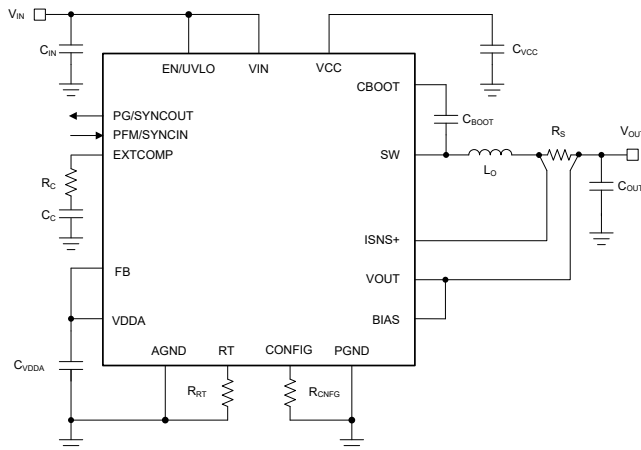 VIN
CIN
EN/UVLO
VIN
VCC
CVCC
CBOOT
PG/SYNCOUT
PFM/SYNCIN
EXTCOMP
CBOOT
RS
VOUT
SW
LO
COUT
RC
CC
ISNS+
FB
VOUT
VDDA
BIAS
CVDDA
AGND
RT
CONFIG
PGND
RRT
RCNFG